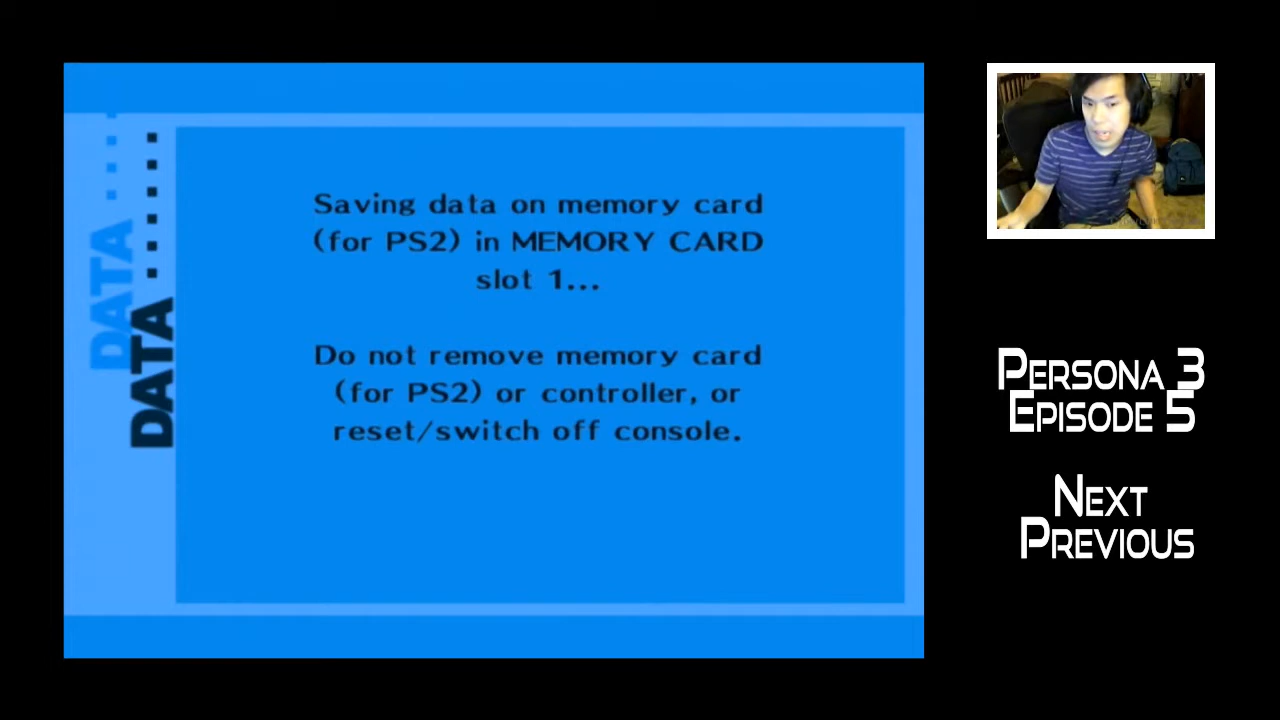 DATA
DATA
Saving data on memory card
(for PS2) in MEMORY CARD
slot 1...
Do not remove memory card
(for PS2) or controller, or
reset/switch off console.
Persona 3
Episode 5
Next
Previous